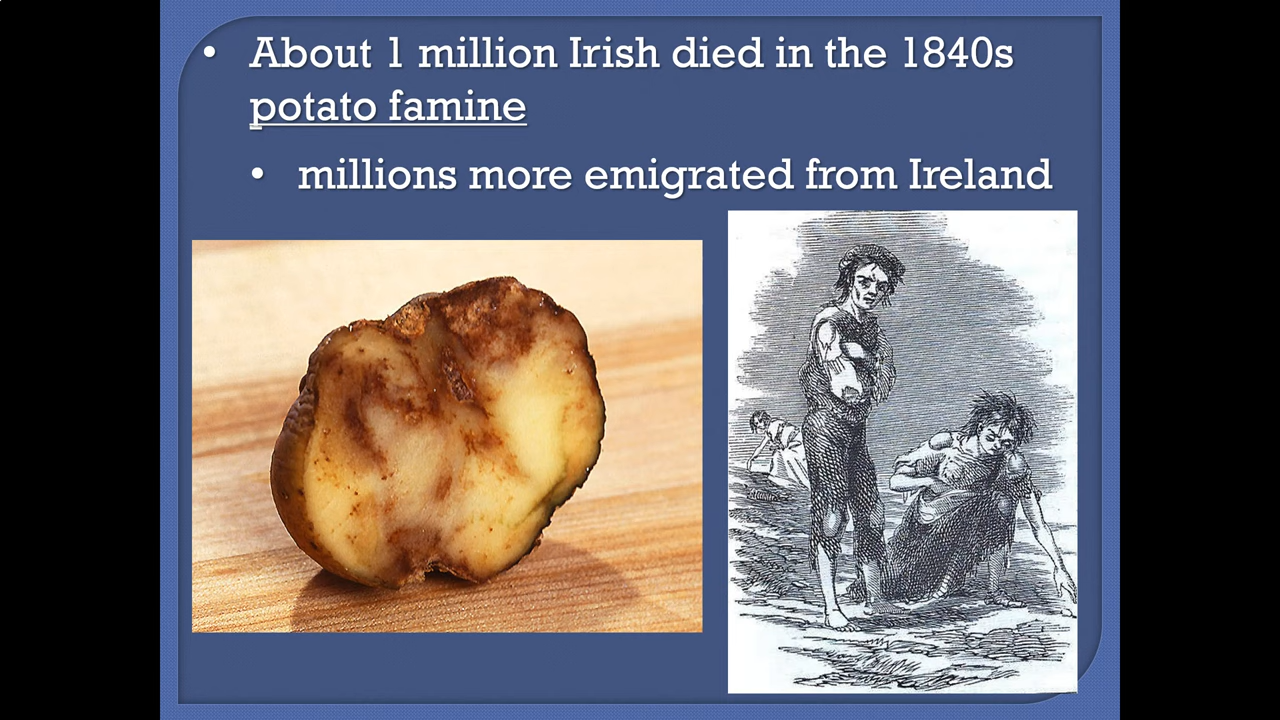 • About 1 million Irish died in the 1840s
potato famine
• millions more emigrated from Ireland